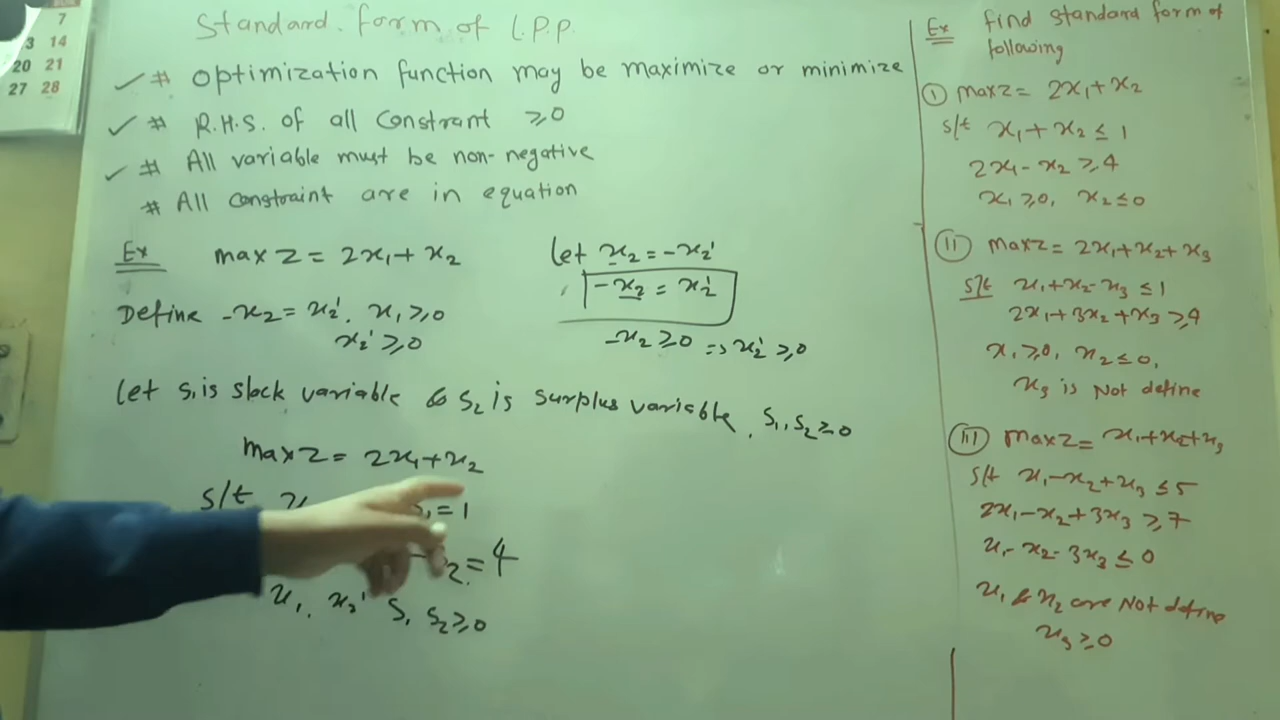 7
3 14
20 21
27 28
Standard form of L.P.P.
# Optimization function may be maximize or minimize
# R.H.S. of all Constrant ≥0
# All variable must be non-negative
# All Constraint are in equation
Ex max Z = 2x₁ + x₂
Define -x₂ = x₂'. x₁ ≥ 0
x₂' ≥ 0
let x₂ = -x₂'
-x₂ = x₂'
-x₂ ≥ 0 => x₂' ≥ 0
Let s₁ is slack variable & s₂ is surplus variable, s₁, s₂ ≥ 0
max Z = 2x₁ + x₂
s/t = 1
2 = 4
x₁, x₂' s₁ s₂ ≥ 0
Ex find standard form of
following
(I) max z = 2x₁ + x₂
s/t x₁ + x₂ ≤ 1
2x₁ - x₂ ≥ 4
x₁ ≥ 0, x₂ ≤ 0
(II) max z = 2x₁ + x₂ + x₃
s/t x₁ + x₂ - x₃ ≤ 1
2x₁ + 3x₂ + x₃ ≥ 4
x₁ ≥ 0, x₂ ≤ 0,
x₃ is Not define
(III) max z = x₁ + x₂ + x₃
s/t x₁ - x₂ + x₃ ≤ 5
2x₁ - x₂ + 3x₃ ≥ 7
x₁ - x₂ - 3x₃ ≤ 0
x₁ & x₂ are Not define
x₃ ≥ 0